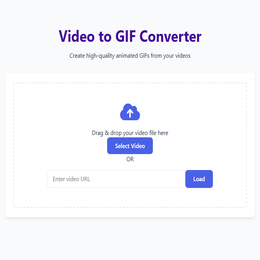 Video to GIF Converter
Create high-quality animated GIFs from your videos
Drag & drop your video file here
Select Video
OR
Enter video URL
Load